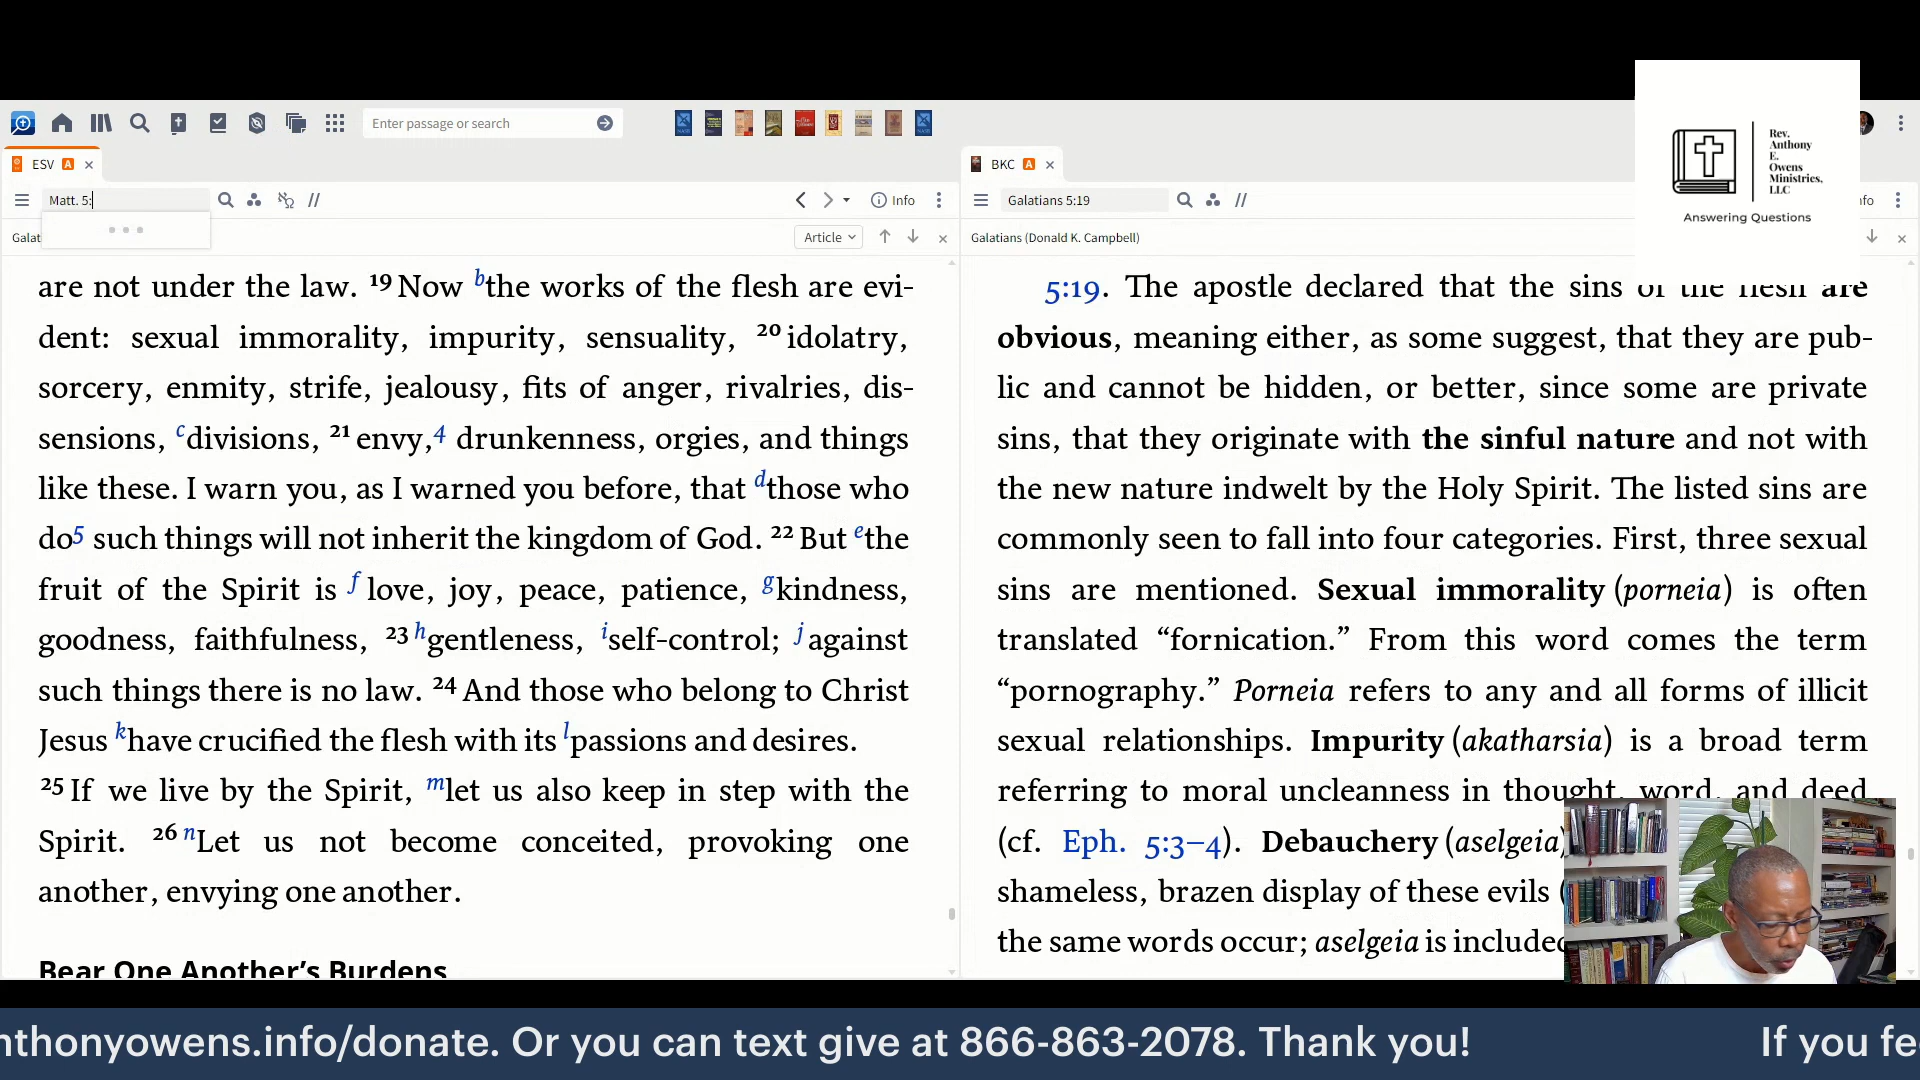 Enter passage or search
Rev.
Anthony
E.
Owens
Ministries,
LLC
Answering Questions
ESV A
BKC A
Matt. 5:
Info
Galatians 5:19
nfo
Galat
Article
Galatians (Donald K. Campbell)
are not under the law. 19 Now b the works of the flesh are evi-
dent: sexual immorality, impurity, sensuality, 20 idolatry,
sorcery, enmity, strife, jealousy, fits of anger, rivalries, dis-
sensions, c divisions, 21 envy,4 drunkenness, orgies, and things
like these. I warn you, as I warned you before, that d those who
do5 such things will not inherit the kingdom of God. 22 But e the
fruit of the Spirit is f love, joy, peace, patience, g kindness,
goodness, faithfulness, 23 h gentleness, i self-control; j against
such things there is no law. 24 And those who belong to Christ
Jesus k have crucified the flesh with its l passions and desires.
25 If we live by the Spirit, m let us also keep in step with the
Spirit. 26 n Let us not become conceited, provoking one
another, envying one another.
Bear One Another’s Burdens
5:19. The apostle declared that the sins of the flesh are
obvious, meaning either, as some suggest, that they are pub-
lic and cannot be hidden, or better, since some are private
sins, that they originate with the sinful nature and not with
the new nature indwelt by the Holy Spirit. The listed sins are
commonly seen to fall into four categories. First, three sexual
sins are mentioned. Sexual immorality (porneia) is often
translated “fornication.” From this word comes the term
“pornography.” Porneia refers to any and all forms of illicit
sexual relationships. Impurity (akatharsia) is a broad term
referring to moral uncleanness in thought, word, and deed
(cf. Eph. 5:3–4). Debauchery (aselgeia)
shameless, brazen display of these evils (
the same words occur; aselgeia is included
nthonyowens.info/donate. Or you can text give at 866-863-2078. Thank you! If you fe